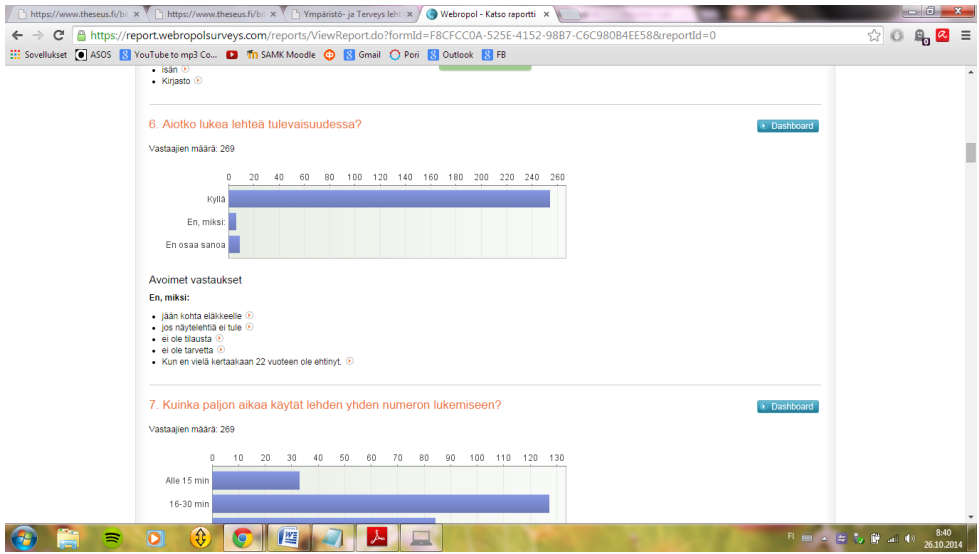 https://www.theseus.fi/bi
https://www.theseus.fi/bi
Ympäristö- ja Terveys leht
Webropol - Katso raportti
https://report.webropolsurveys.com/reports/ViewReport.do?formId=F8CFCC0A-525E-4152-98B7-C6C980B4EE58&reportId=0
Sovellukset ASOS YouTube to mp3 Co... SAMK Moodle Gmail Pori Outlook FB
isän
Kirjasto
6. Aiotko lukea lehteä tulevaisuudessa?
Dashboard
Vastaajien määrä: 269
0 20 40 60 80 100 120 140 160 180 200 220 240 260
Kyllä
En, miksi:
En osaa sanoa
Avoimet vastaukset
En, miksi:
jään kohta eläkkeelle
jos näytelehtiä ei tule
ei ole tilausta
ei ole tarvetta
Kun en vielä kertaakaan 22 vuoteen ole ehtinyt.
7. Kuinka paljon aikaa käytät lehden yhden numeron lukemiseen?
Dashboard
Vastaajien määrä: 269
0 10 20 30 40 50 60 70 80 90 100 110 120 130
Alle 15 min
16-30 min
FI
8:40
26.10.2014